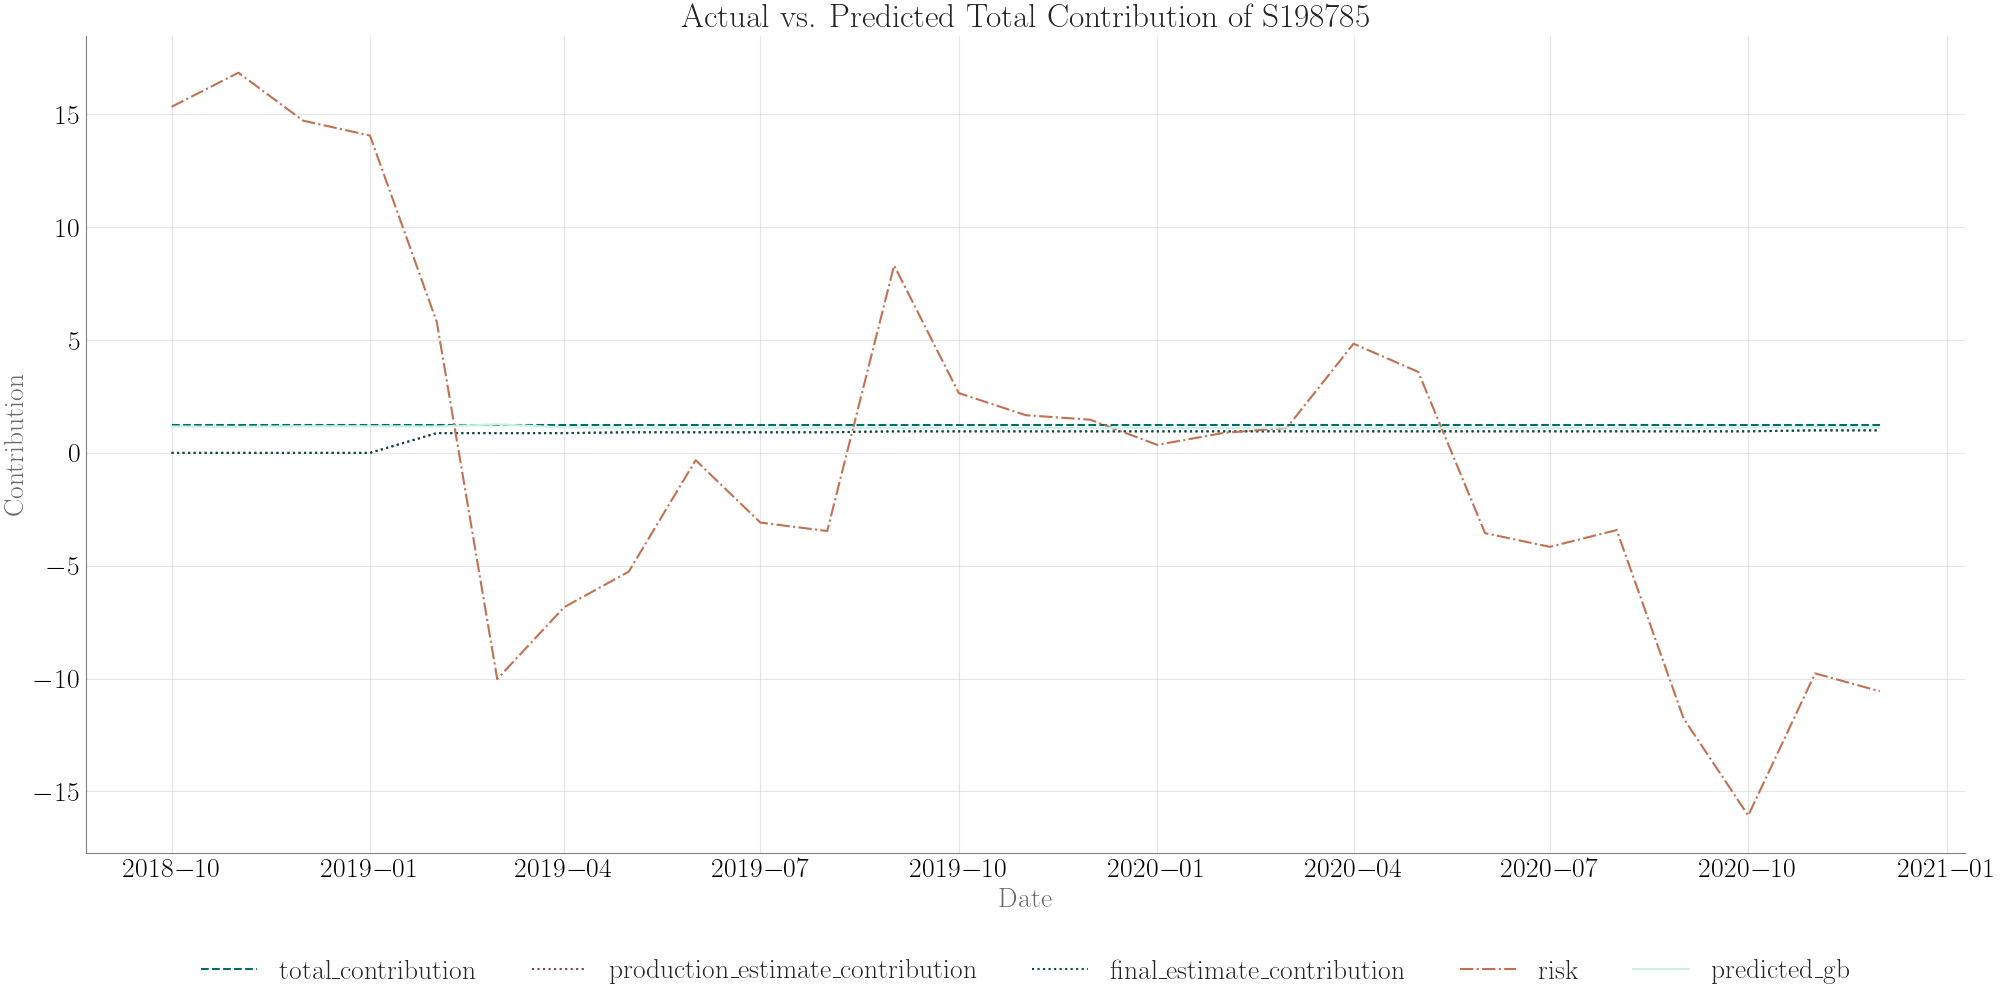 Actual vs. Predicted Total Contribution of S198785
Contribution
15
10
5
0
−5
−10
−15
2018−10 2019−01 2019−04 2019−07 2019−10 2020−01 2020−04 2020−07 2020−10 2021−01
Date
total_contribution production_estimate_contribution final_estimate_contribution risk predicted_gb